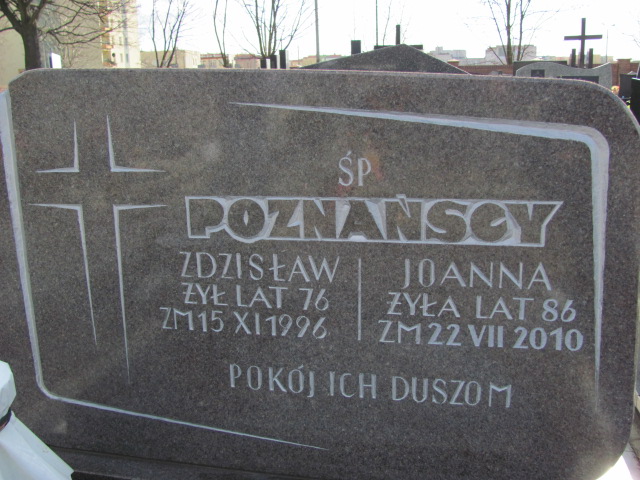 ŚP
POZNAŃSCY
ZDZISŁAW
ŻYŁ LAT 76
ZM 15 XI 1996
JOANNA
ŻYŁA LAT 86
ZM 22 VII 2010
POKÓJ ICH DUSZOM